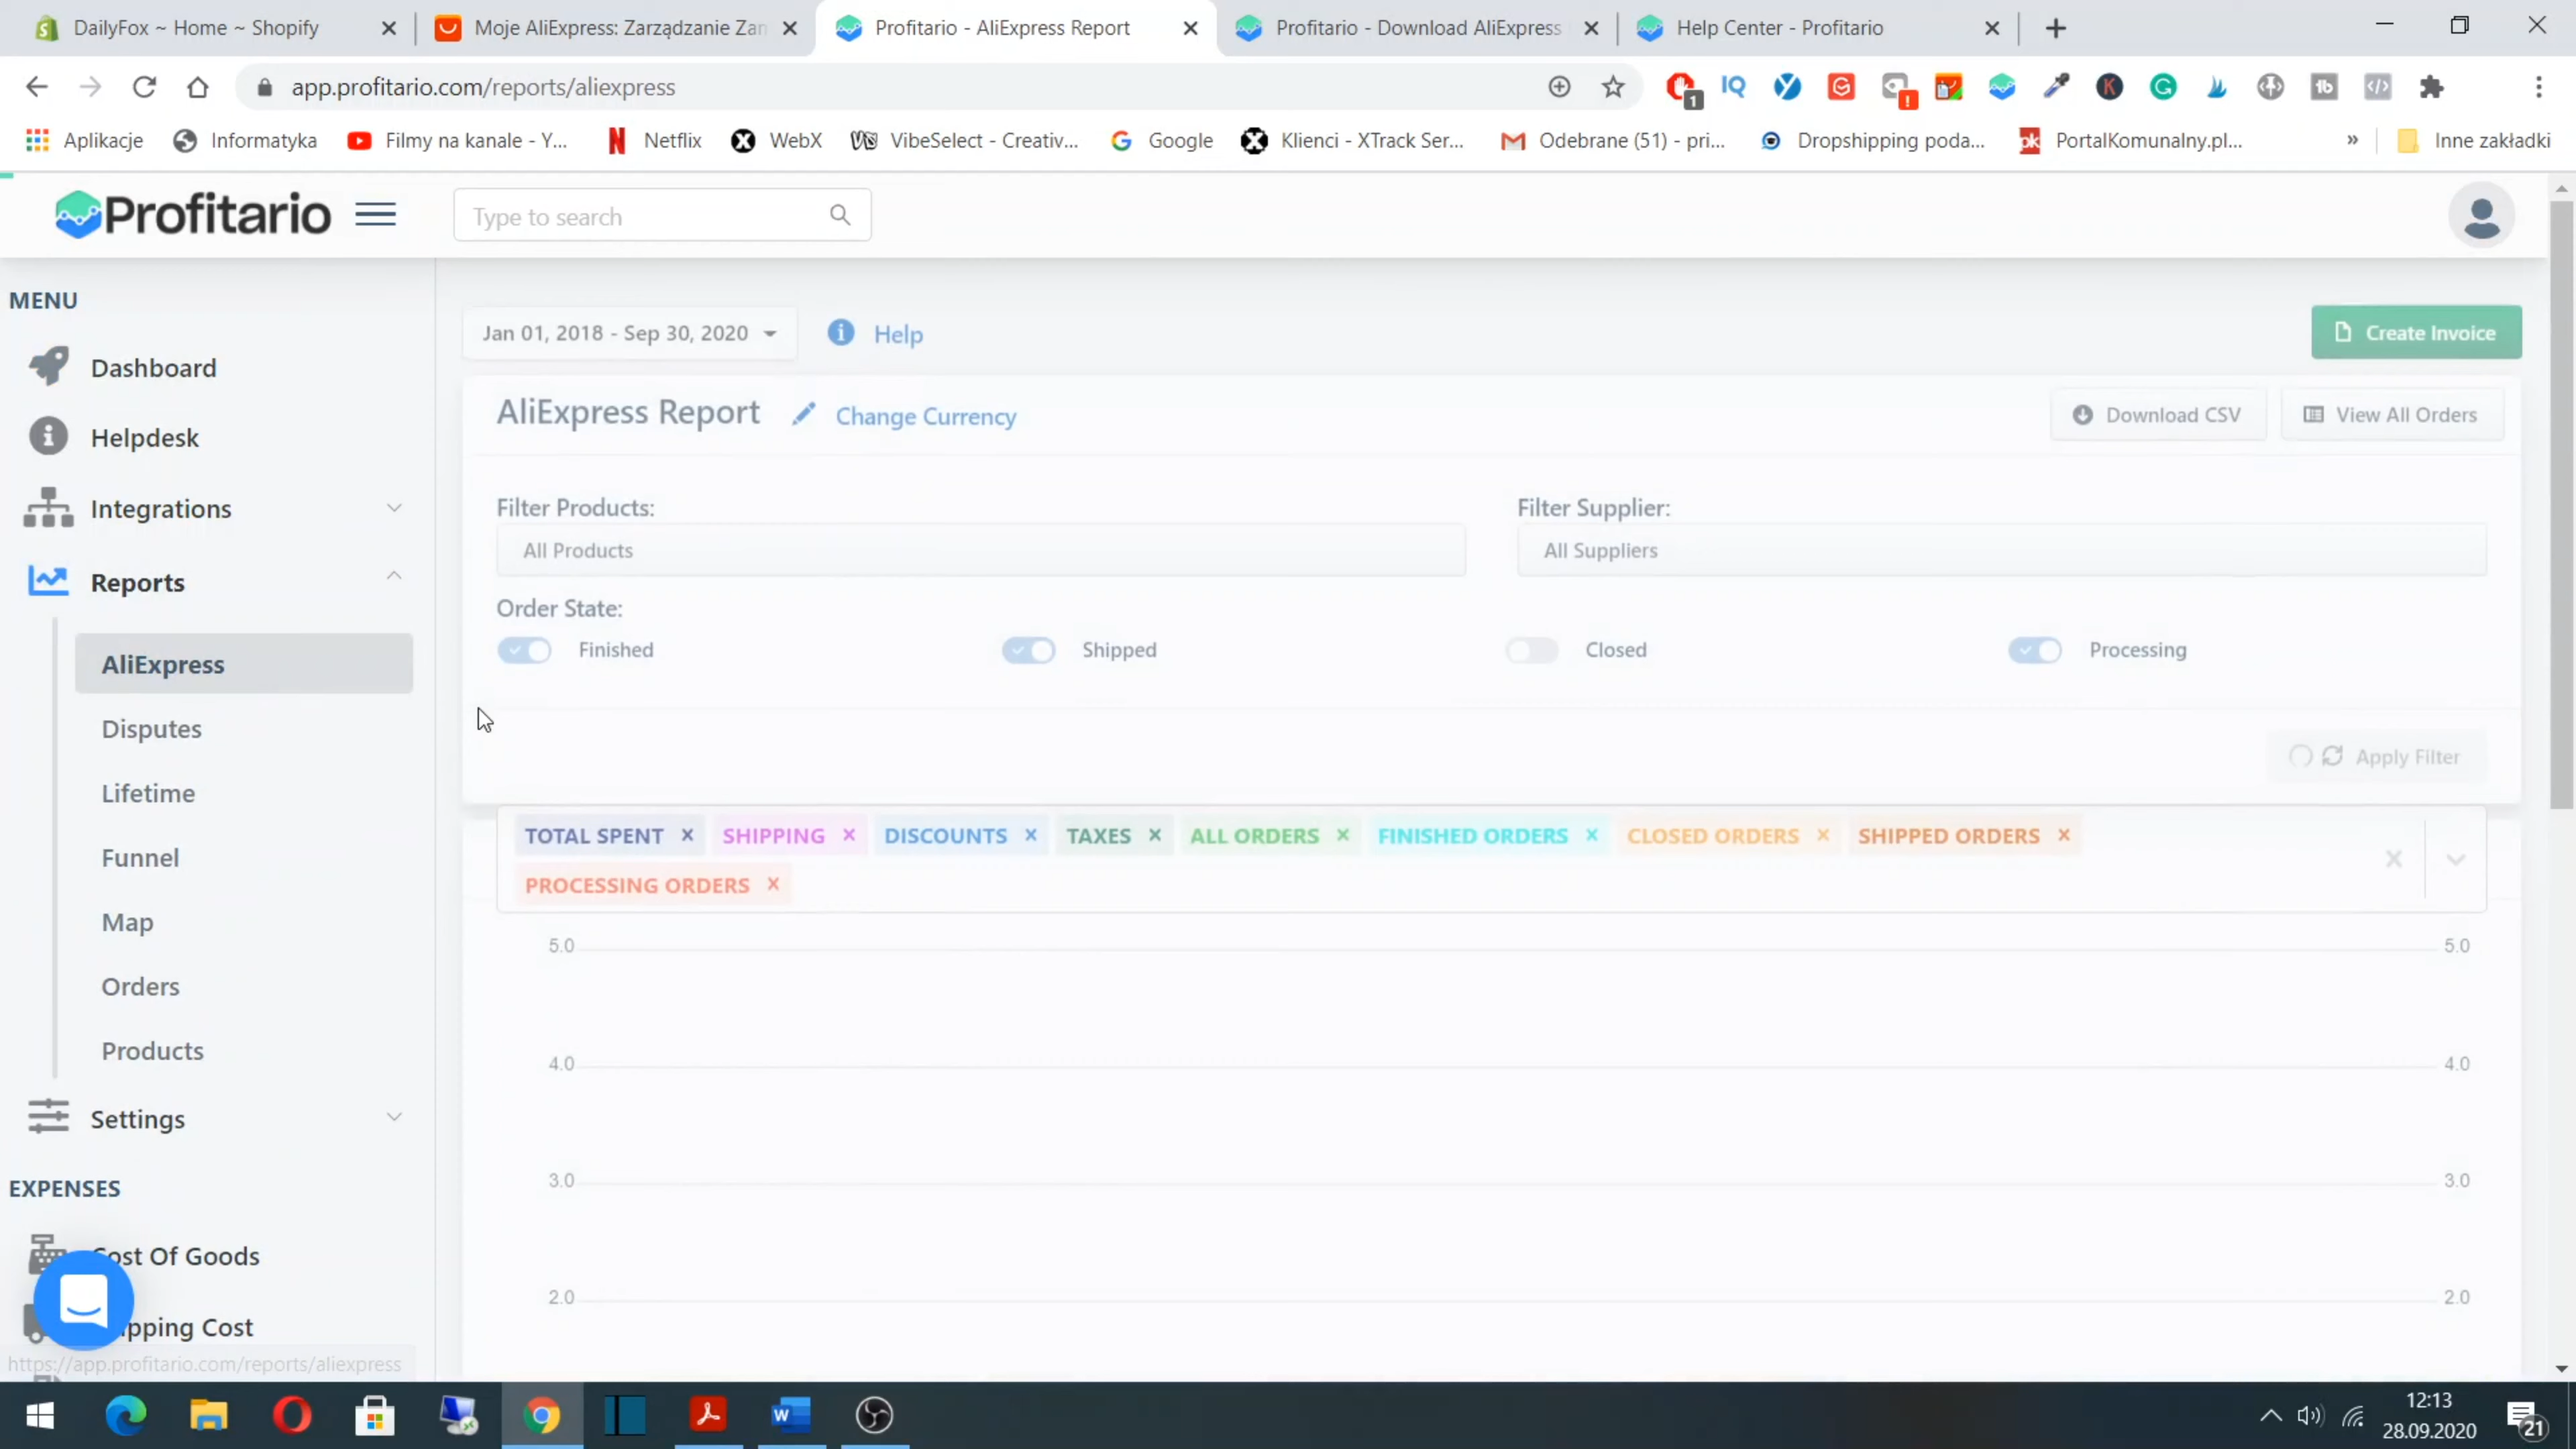 DailyFox ~ Home ~ Shopify
Moje AliExpress: Zarządzanie Zam
Profitario - AliExpress Report
Profitario - Download AliExpress
Help Center - Profitario
app.profitario.com/reports/aliexpress
1
IQ
Aplikacje
Informatyka
Filmy na kanale - Y...
Netflix
WebX
VibeSelect - Creativ...
Google
Klienci - XTrack Ser...
Odebrane (51) - pri...
Dropshipping poda...
PortalKomunalny.pl...
Inne zakładki
Profitario
Type to search
MENU
Dashboard
Helpdesk
Integrations
Reports
AliExpress
Disputes
Lifetime
Funnel
Map
Orders
Products
Settings
EXPENSES
Cost Of Goods
pping Cost
https://app.profitario.com/reports/aliexpress
Jan 01, 2018 - Sep 30, 2020
Help
Create Invoice
AliExpress Report
Change Currency
Download CSV
View All Orders
Filter Products:
Filter Supplier:
All Products
All Suppliers
Order State:
Finished
Shipped
Closed
Processing
Apply Filter
TOTAL SPENT × SHIPPING × DISCOUNTS × TAXES × ALL ORDERS × FINISHED ORDERS × CLOSED ORDERS × SHIPPED ORDERS ×
PROCESSING ORDERS ×
5.0 5.0
4.0 4.0
3.0 3.0
2.0 2.0
12:13
28.09.2020
21